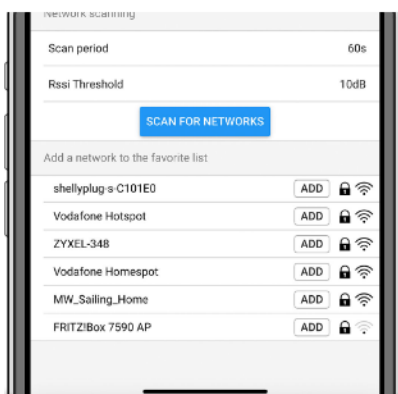 Network scanning
Scan period 60s
Rssi Threshold 10dB
SCAN FOR NETWORKS
Add a network to the favorite list
shellyplug-s-C101E0 ADD
Vodafone Hotspot ADD
ZYXEL-348 ADD
Vodafone Homespot ADD
MW_Sailing_Home ADD
FRITZ!Box 7590 AP ADD